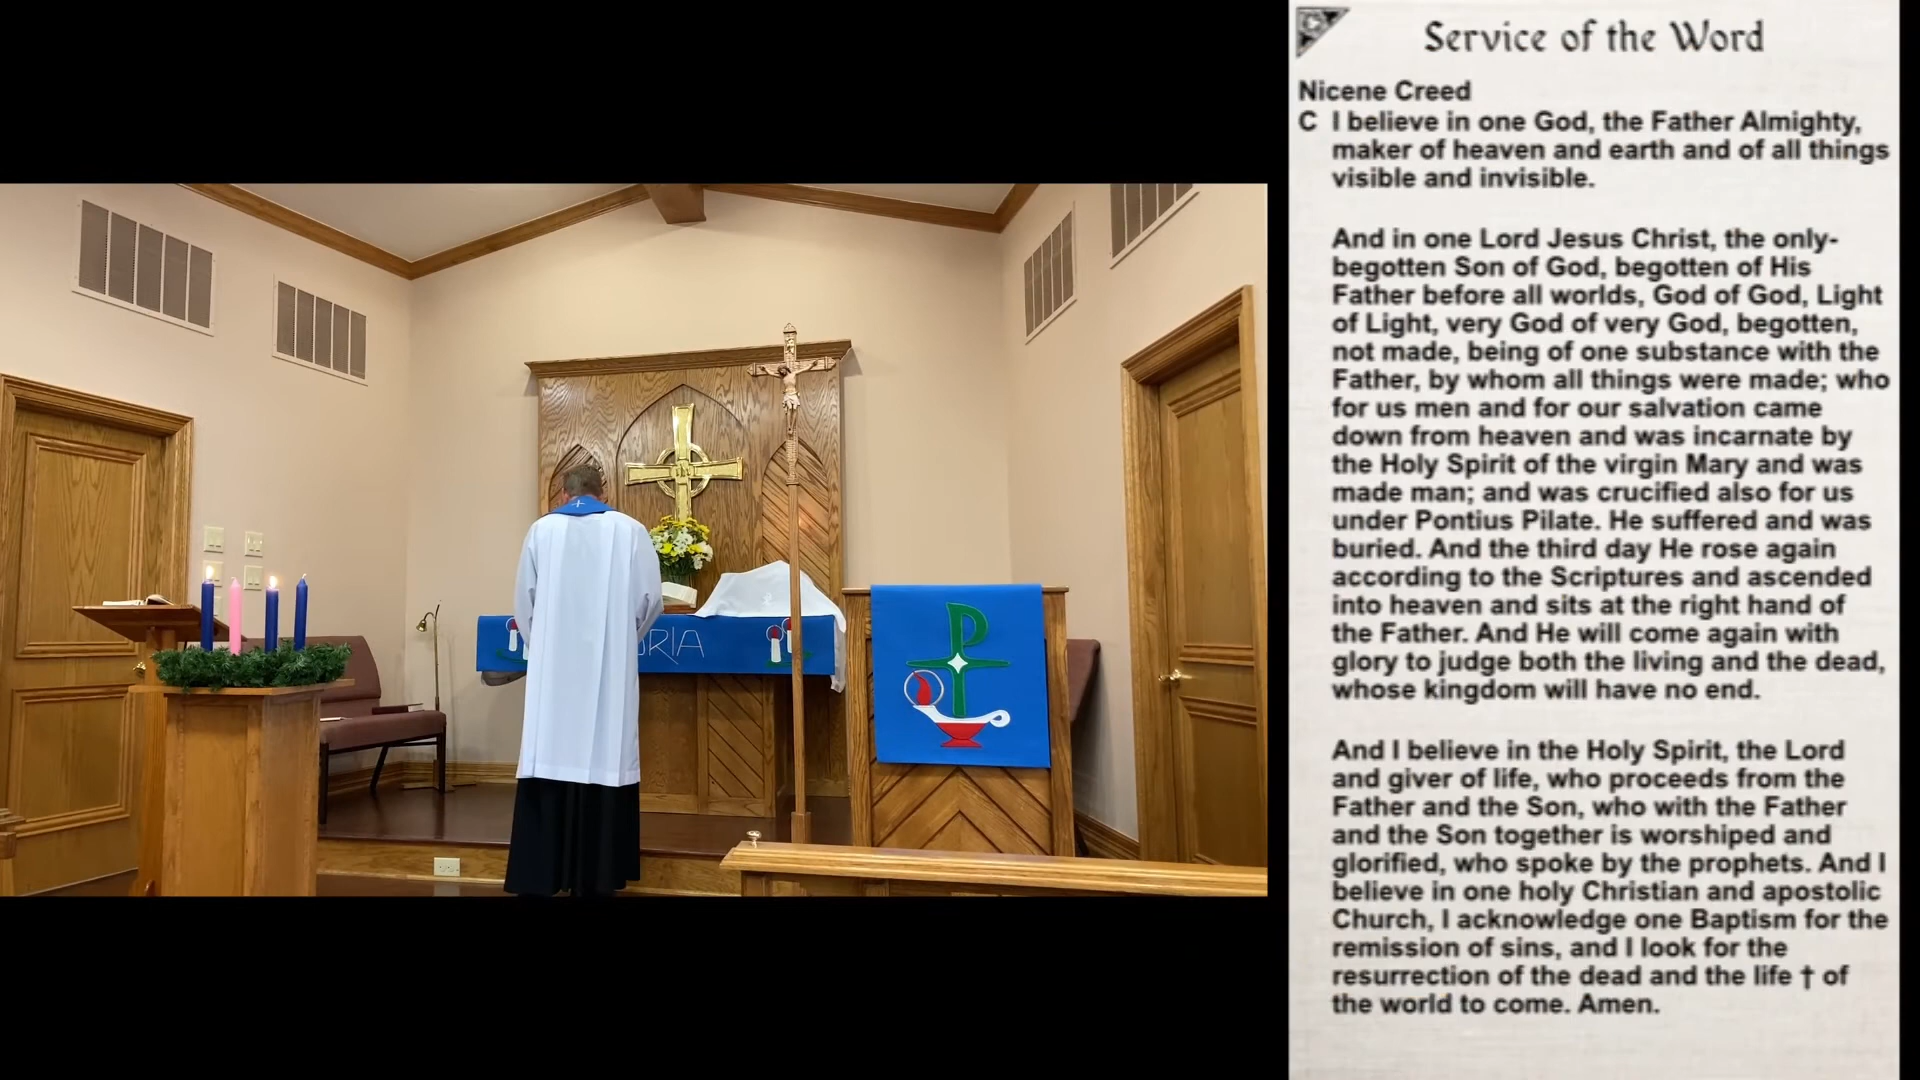 Service of the Word
Nicene Creed
C I believe in one God, the Father Almighty,
maker of heaven and earth and of all things
visible and invisible.
And in one Lord Jesus Christ, the only-
begotten Son of God, begotten of His
Father before all worlds, God of God, Light
of Light, very God of very God, begotten,
not made, being of one substance with the
Father, by whom all things were made; who
for us men and for our salvation came
down from heaven and was incarnate by
the Holy Spirit of the virgin Mary and was
made man; and was crucified also for us
under Pontius Pilate. He suffered and was
buried. And the third day He rose again
according to the Scriptures and ascended
into heaven and sits at the right hand of
the Father. And He will come again with
glory to judge both the living and the dead,
whose kingdom will have no end.
And I believe in the Holy Spirit, the Lord
and giver of life, who proceeds from the
Father and the Son, who with the Father
and the Son together is worshiped and
glorified, who spoke by the prophets. And I
believe in one holy Christian and apostolic
Church, I acknowledge one Baptism for the
remission of sins, and I look for the
resurrection of the dead and the life † of
the world to come. Amen.